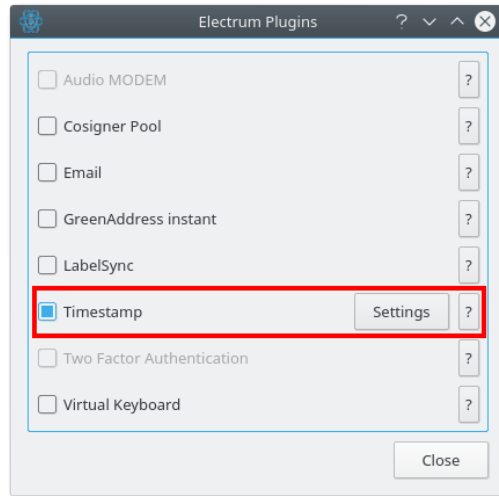 Electrum Plugins ?
Audio MODEM ?
Cosigner Pool ?
Email ?
GreenAddress instant ?
LabelSync ?
Timestamp Settings ?
Two Factor Authentication ?
Virtual Keyboard ?
Close